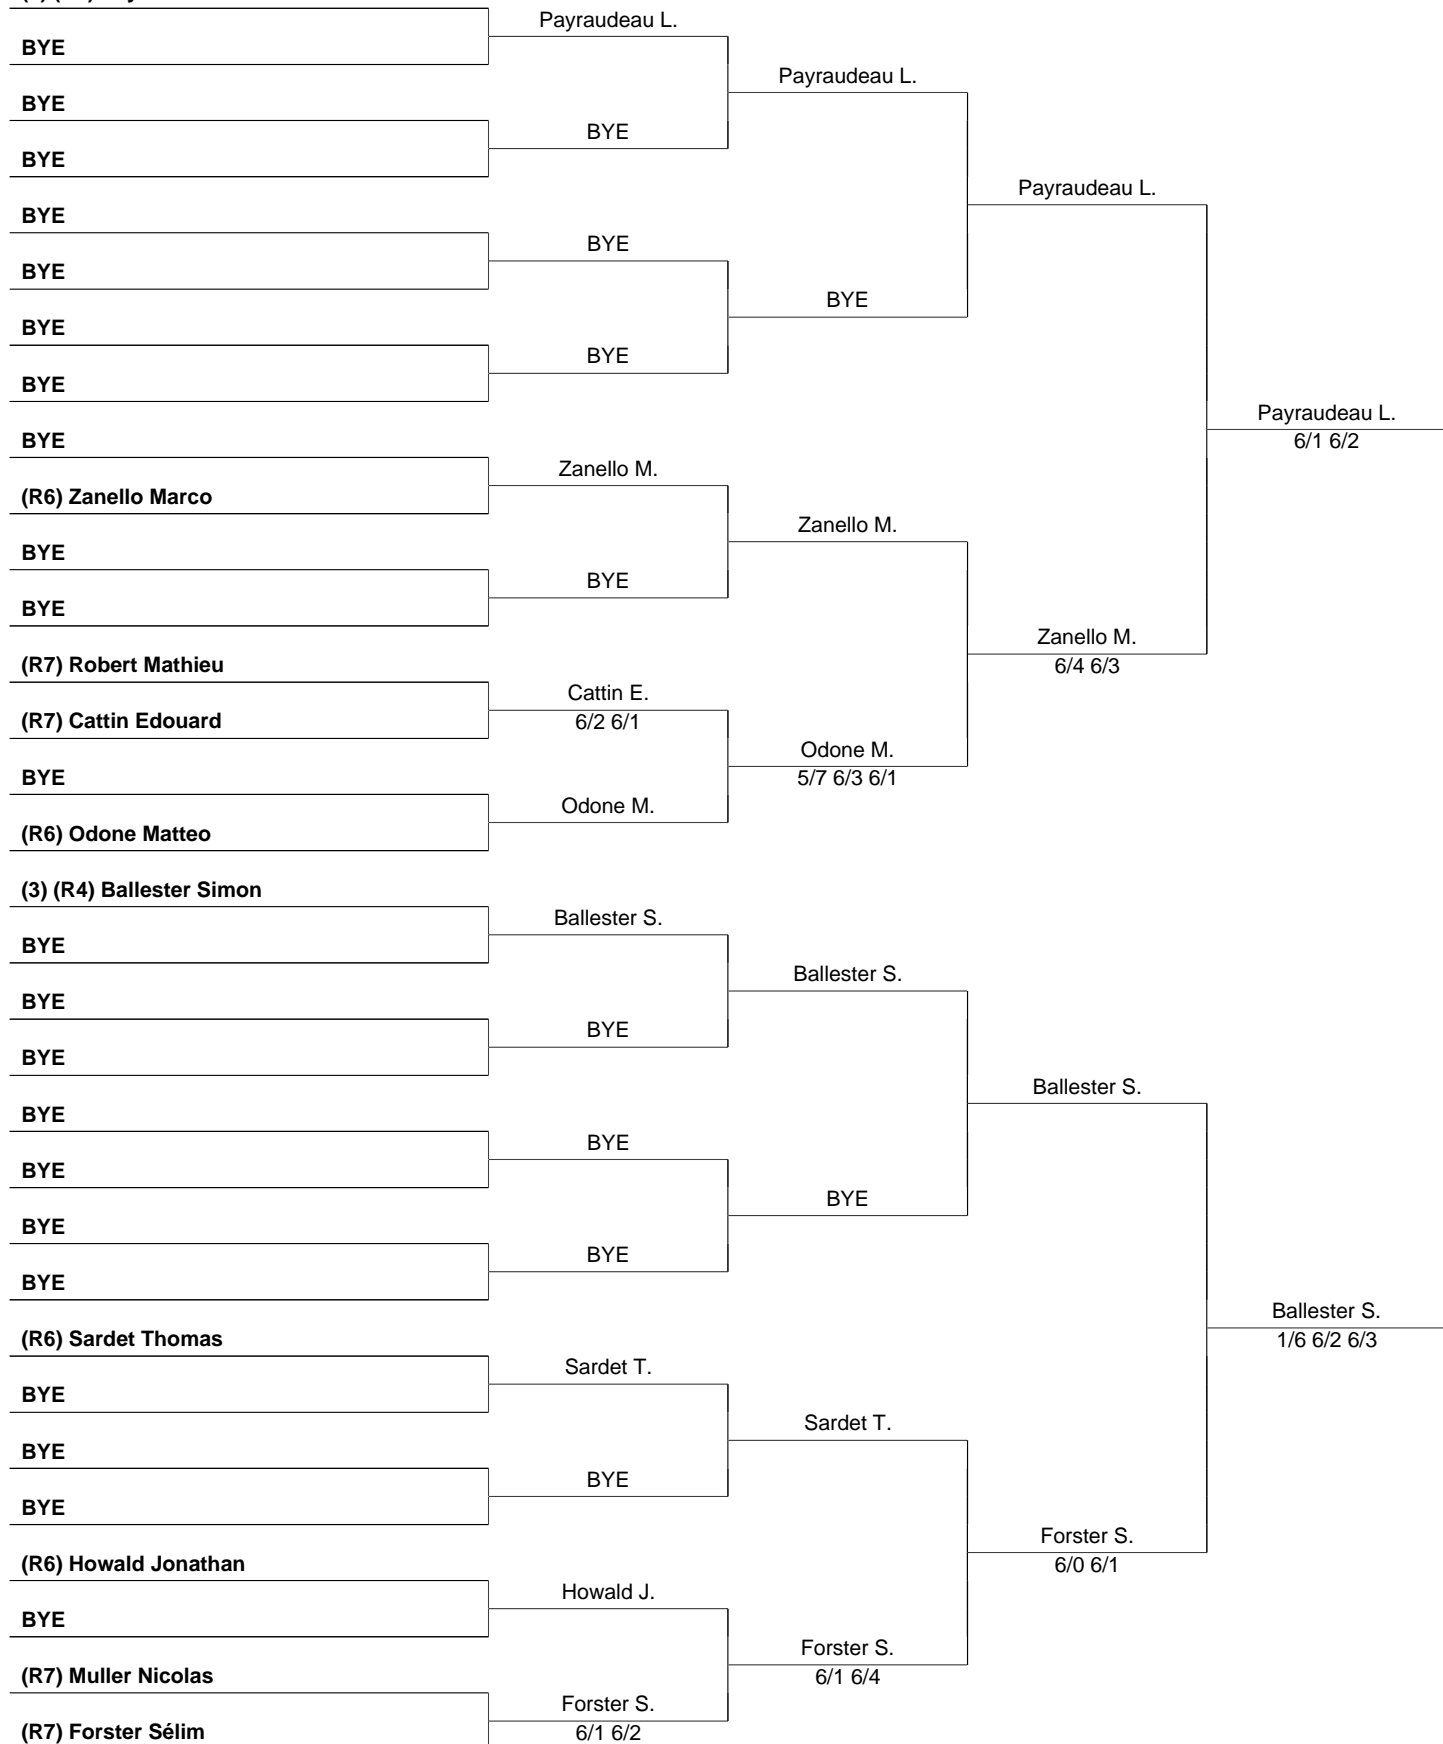 BYE
BYE
BYE
BYE
BYE
BYE
BYE
BYE
(R6) Zanello Marco
BYE
BYE
(R7) Robert Mathieu
(R7) Cattin Edouard
BYE
(R6) Odone Matteo
(3) (R4) Ballester Simon
BYE
BYE
BYE
BYE
BYE
BYE
BYE
(R6) Sardet Thomas
BYE
BYE
BYE
(R6) Howald Jonathan
BYE
(R7) Muller Nicolas
(R7) Forster Sélim
Payraudeau L.
BYE
BYE
BYE
Zanello M.
BYE
Cattin E.
6/2 6/1
Odone M.
Ballester S.
BYE
BYE
BYE
Sardet T.
BYE
Howald J.
Forster S.
6/1 6/2
Payraudeau L.
BYE
Zanello M.
Odone M.
5/7 6/3 6/1
Ballester S.
BYE
Sardet T.
Forster S.
6/1 6/4
Payraudeau L.
Zanello M.
6/4 6/3
Ballester S.
Forster S.
6/0 6/1
Payraudeau L.
6/1 6/2
Ballester S.
1/6 6/2 6/3